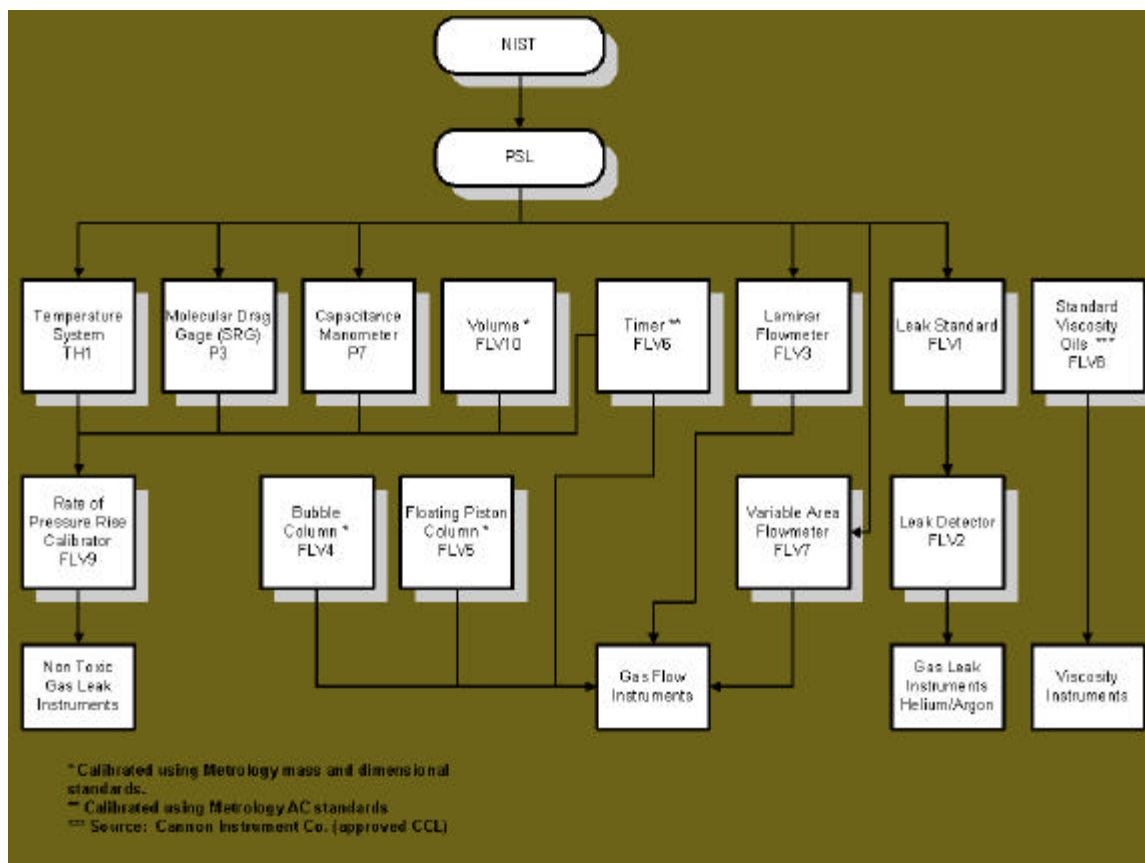 NIST
PSL
Temperature
System
TH1
Molecular Drag
Gage (SRG)
P3
Capacitance
Manometer
P7
Volume *
FLV10
Timer **
FLV6
Laminar
Flowmeter
FLV3
Leak Standard
FLV1
Standard
Viscosity
Oils ***
FLV8
Rate of
Pressure Rise
Calibrator
FLV9
Bubble
Column *
FLV4
Floating Piston
Column *
FLV5
Variable Area
Flowmeter
FLV7
Leak Detector
FLV2
Non Toxic
Gas Leak
Instruments
Gas Flow
Instruments
Gas Leak
Instruments
Helium/Argon
Viscosity
Instruments
* Calibrated using Metrology mass and dimensional
standards.
** Calibrated using Metrology AC standards
*** Source: Cannon Instrument Co. (approved CCL)